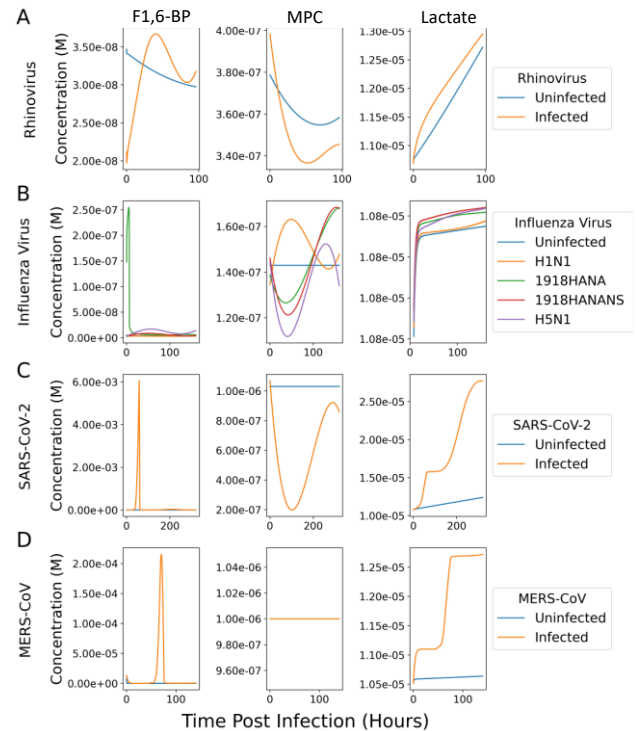 A F1,6-BP MPC Lactate
Rhinovirus
Concentration (M)
3.50e-08
3.00e-08
2.50e-08
2.00e-08
0 100
4.00e-07
3.80e-07
3.60e-07
3.40e-07
0 100
1.30e-05
1.25e-05
1.20e-05
1.15e-05
1.10e-05
0 100
Rhinovirus
Uninfected
Infected
B
Influenza Virus
Concentration (M)
2.50e-07
2.00e-07
1.50e-07
1.00e-07
5.00e-08
0.00e+00
0 100
1.60e-07
1.40e-07
1.20e-07
0 100
1.08e-05
1.08e-05
1.08e-05
1.08e-05
0 100
Influenza Virus
Uninfected
H1N1
1918HANA
1918HANANS
H5N1
C
SARS-CoV-2
Concentration (M)
6.00e-03
4.00e-03
2.00e-03
0.00e+00
0 200
1.00e-06
8.00e-07
6.00e-07
4.00e-07
2.00e-07
0 200
2.50e-05
2.00e-05
1.50e-05
1.00e-05
0 200
SARS-CoV-2
Uninfected
Infected
D
MERS-CoV
Concentration (M)
2.00e-04
1.50e-04
1.00e-04
5.00e-05
0.00e+00
0 100
1.04e-06
1.02e-06
1.00e-06
9.80e-07
9.60e-07
0 100
1.25e-05
1.20e-05
1.15e-05
1.10e-05
1.05e-05
0 100
MERS-CoV
Uninfected
Infected
Time Post Infection (Hours)